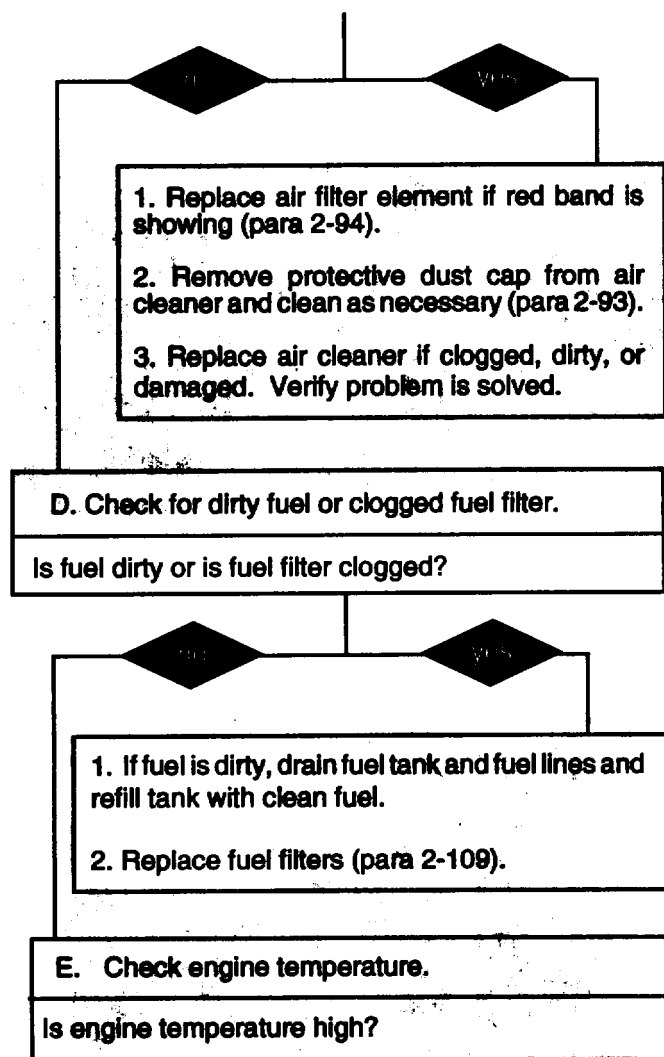 yes
1. Replace air filter element if red band is
showing (para 2-94).
2. Remove protective dust cap from air
cleaner and clean as necessary (para 2-93).
3. Replace air cleaner if clogged, dirty, or
damaged. Verify problem is solved.
D. Check for dirty fuel or clogged fuel filter.
Is fuel dirty or is fuel filter clogged?
no yes
1. If fuel is dirty, drain fuel tank and fuel lines and
refill tank with clean fuel.
2. Replace fuel filters (para 2-109).
E. Check engine temperature.
Is engine temperature high?